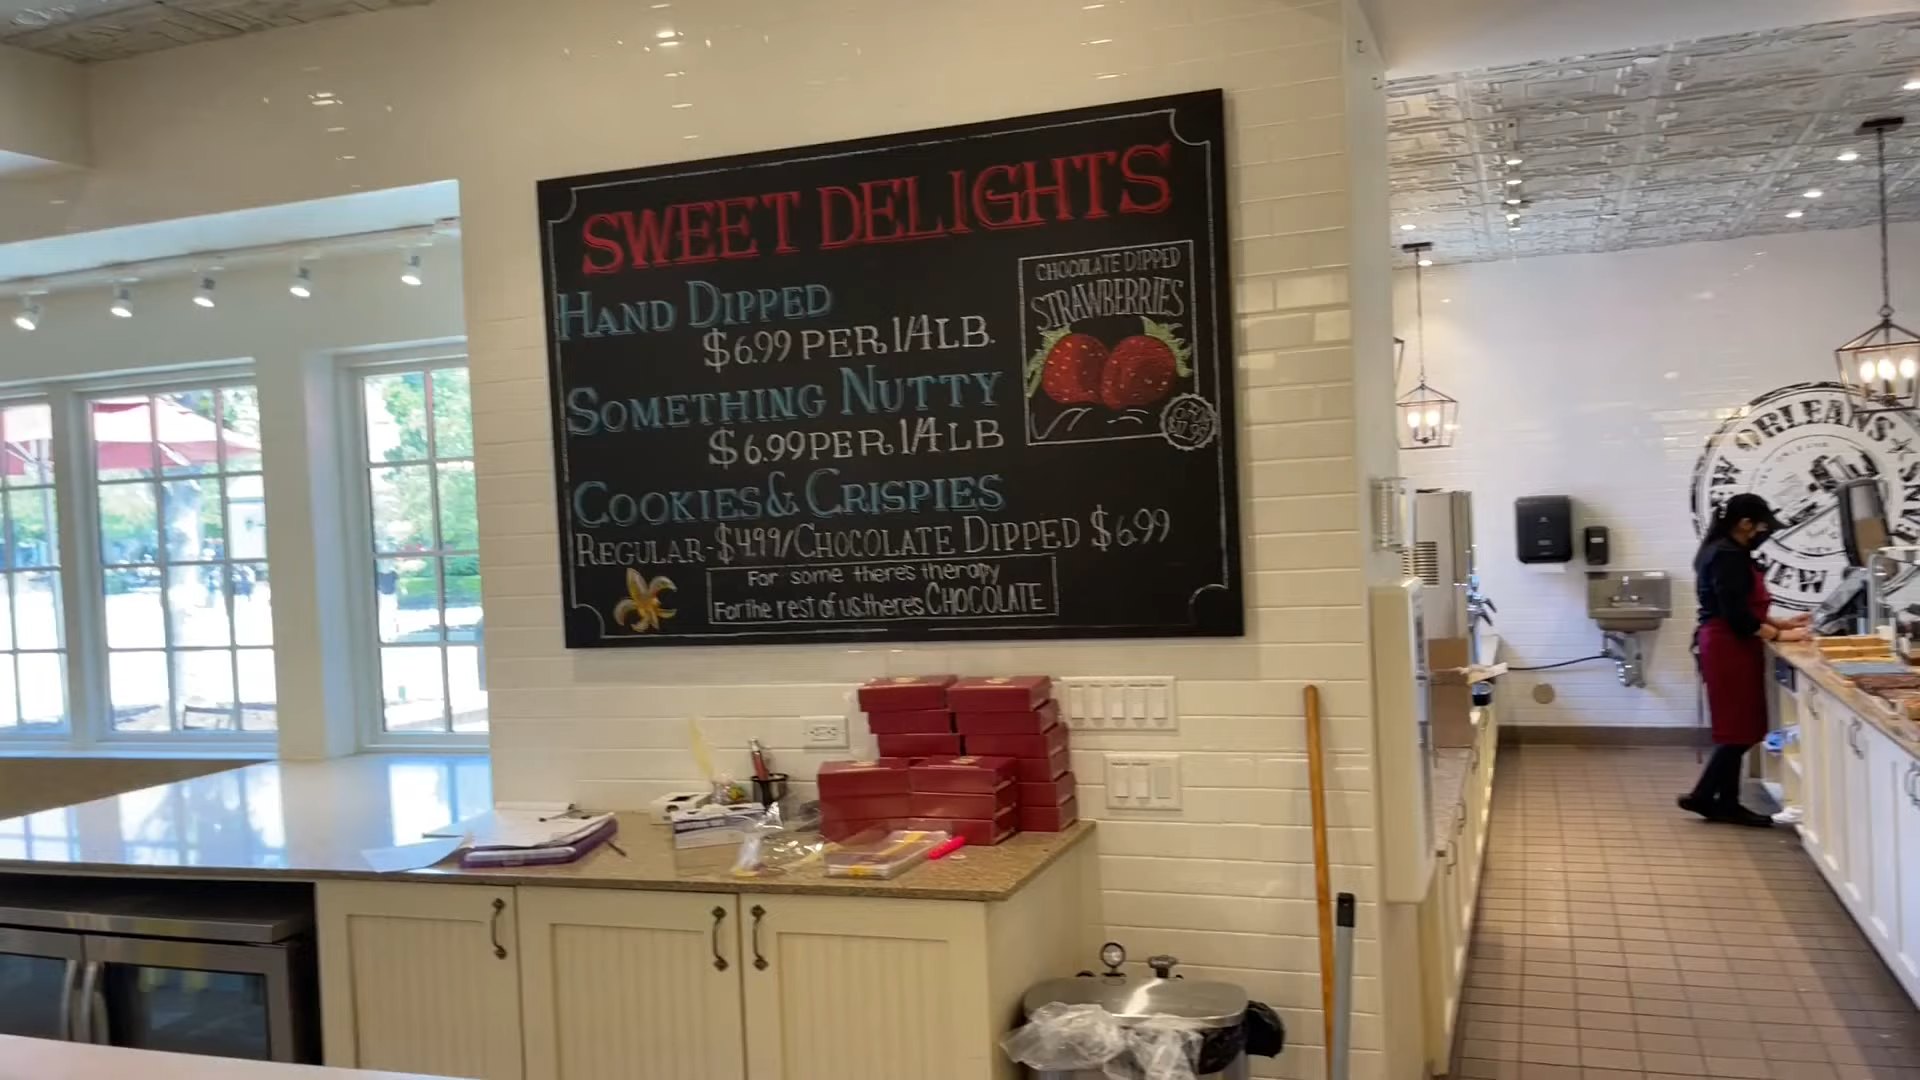 SWEET DELIGHTS
HAND DIPPED
$6.99 PER 1/4 LB.
SOMETHING NUTTY
$6.99 PER 1/4 LB
COOKIES & CRISPIES
REGULAR-$4.99/CHOCOLATE DIPPED $6.99
For some there's therapy
For the rest of us there's CHOCOLATE
CHOCOLATE DIPPED
STRAWBERRIES
NEW ORLEANS
NEW